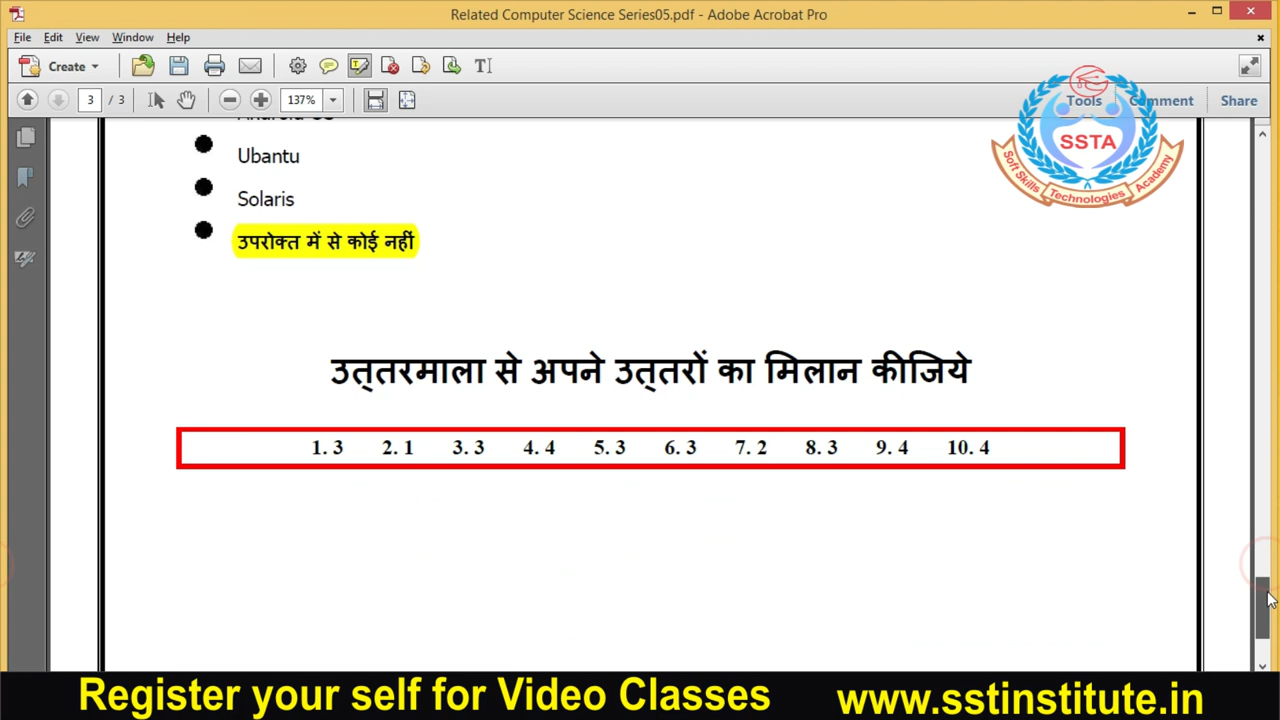 Related Computer Science Series05.pdf - Adobe Acrobat Pro
File Edit View Window Help
Create
3 / 3 137% Tools Comment Share
Android OS
Ubantu
Solaris
उपरोक्त में से कोई नहीं
SSTA
Soft Skills Technologies Academy
उत्‌तरमाला से अपने उत्‌तरों का मिलान कीजिये
1. 3 2. 1 3. 3 4. 4 5. 3 6. 3 7. 2 8. 3 9. 4 10. 4
Register your self for Video Classes www.sstinstitute.in